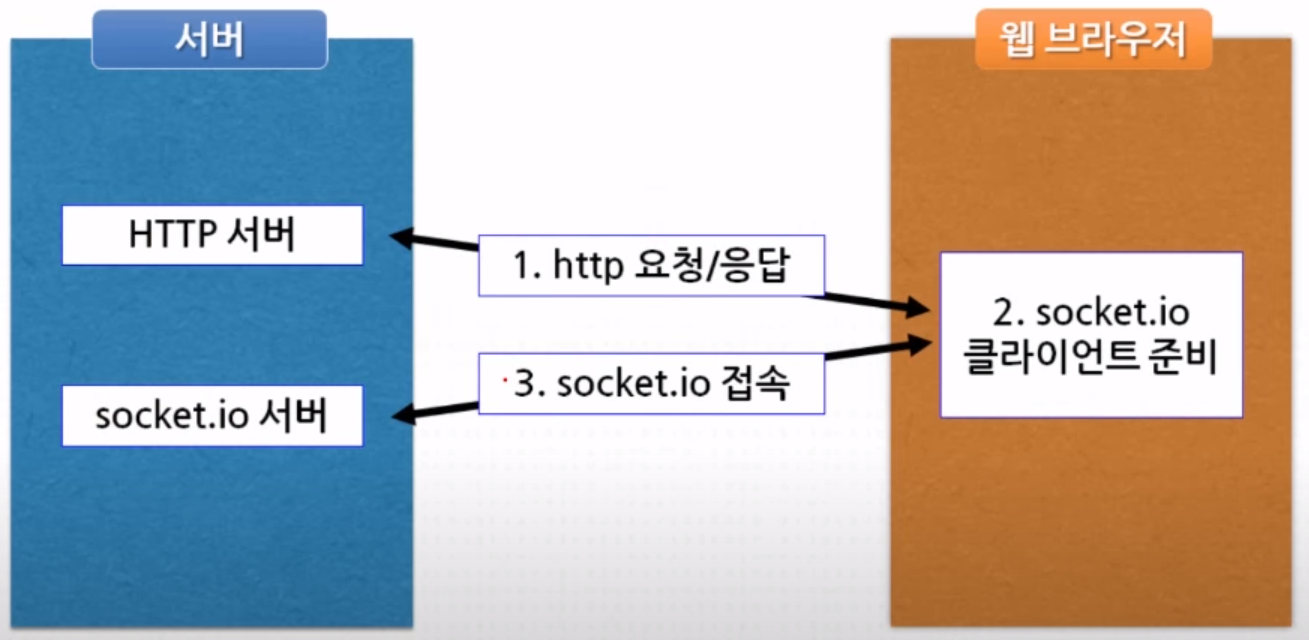 서버
웹 브라우저
HTTP 서버
1. http 요청/응답
2. socket.io
클라이언트 준비
3. socket.io 접속
socket.io 서버